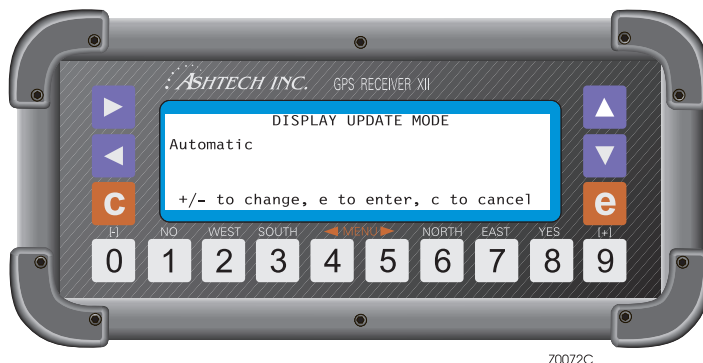 ASHTECH INC. GPS RECEIVER XII
DISPLAY UPDATE MODE
Automatic
+/- to change, e to enter, c to cancel
c
e
[-] NO WEST SOUTH MENU NORTH EAST YES [+]
0 1 2 3 4 5 6 7 8 9
Z0072C